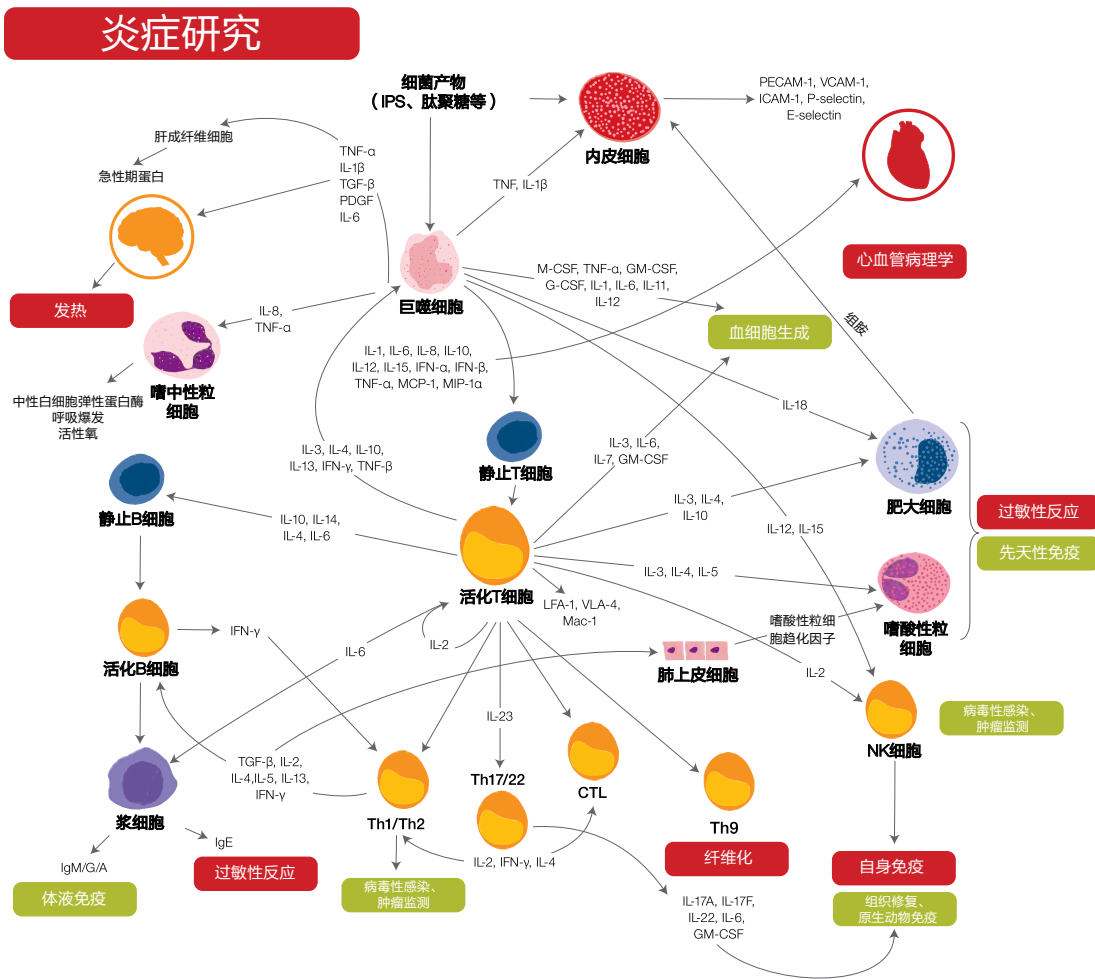 炎症研究
细菌产物
（IPS、肽聚糖等）
内皮细胞
PECAM-1, VCAM-1,
ICAM-1, P-selectin,
E-selectin
心血管病理学
肝成纤维细胞
急性期蛋白
TNF-α
IL-1β
TGF-β
PDGF
IL-6
TNF, IL-1β
发热
巨噬细胞
M-CSF, TNF-α, GM-CSF,
G-CSF, IL-1, IL-6, IL-11,
IL-12
血细胞生成
组胺
IL-8,
TNF-α
嗜中性粒
细胞
中性白细胞弹性蛋白酶
呼吸爆发
活性氧
IL-1, IL-6, IL-8, IL-10,
IL-12, IL-15, IFN-α, IFN-β,
TNF-α, MCP-1, MIP-1α
IL-18
IL-3, IL-4, IL-10,
IL-13, IFN-γ, TNF-β
静止T细胞
IL-3, IL-6,
IL-7, GM-CSF
肥大细胞
静止B细胞
IL-10, IL-14,
IL-4, IL-6
IL-3, IL-4,
IL-10
IL-12, IL-15
过敏性反应
先天性免疫
活化T细胞
IL-3, IL-4, IL-5
LFA-1, VLA-4,
Mac-1
嗜酸性粒
细胞
嗜酸性粒细
胞趋化因子
活化B细胞
IFN-γ
IL-6
IL-2
肺上皮细胞
IL-2
NK细胞
病毒性感染、
肿瘤监测
IL-23
TGF-β, IL-2,
IL-4,IL-5, IL-13,
IFN-γ
Th17/22
CTL
Th1/Th2
Th9
浆细胞
IgE
IgM/G/A
过敏性反应
体液免疫
病毒性感染、
肿瘤监测
IL-2, IFN-γ, IL-4
纤维化
IL-17A, IL-17F,
IL-22, IL-6,
GM-CSF
自身免疫
组织修复、
原生动物免疫